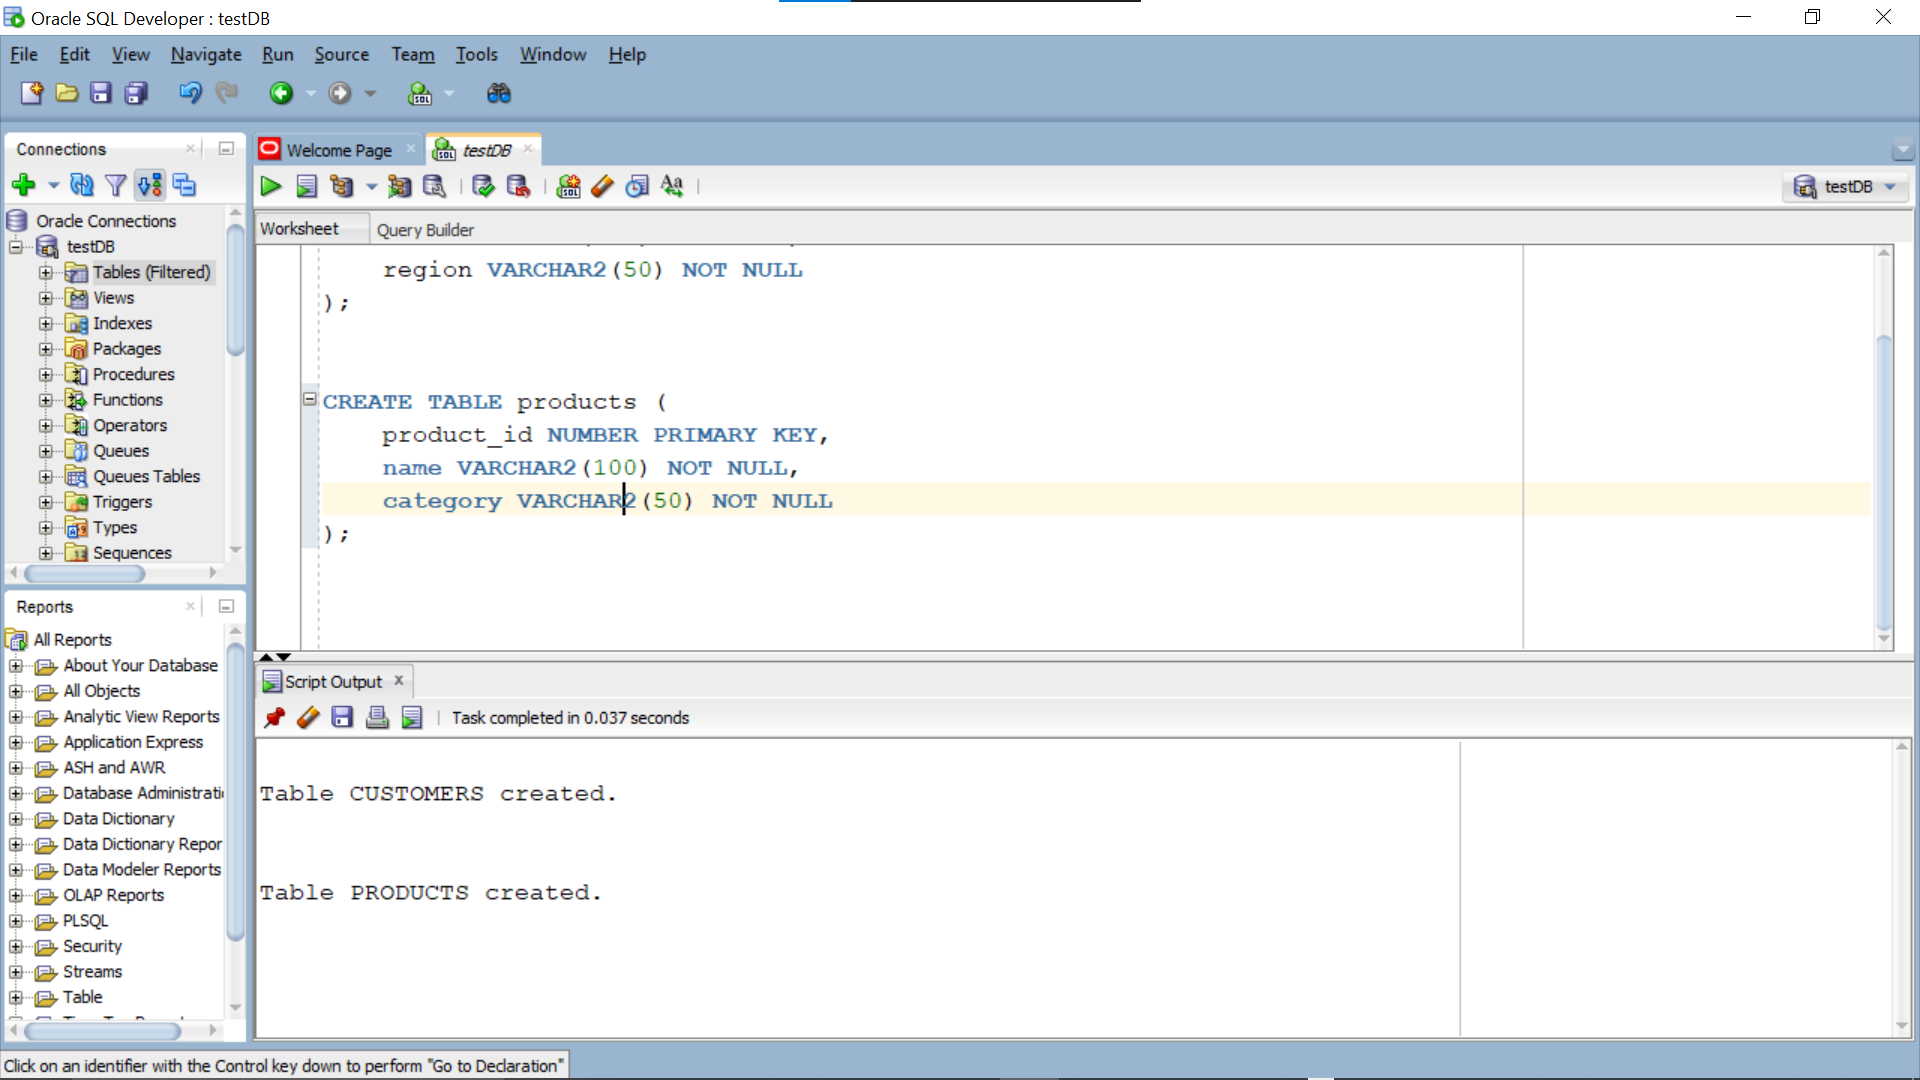 Oracle SQL Developer : testDB
File Edit View Navigate Run Source Team Tools Window Help
Connections
Oracle Connections
testDB
Tables (Filtered)
Views
Indexes
Packages
Procedures
Functions
Operators
Queues
Queues Tables
Triggers
Types
Sequences
Reports
All Reports
About Your Database
All Objects
Analytic View Reports
Application Express
ASH and AWR
Database Administrati
Data Dictionary
Data Dictionary Repor
Data Modeler Reports
OLAP Reports
PLSQL
Security
Streams
Table
Welcome Page testDB
testDB
Worksheet Query Builder
region VARCHAR2(50) NOT NULL
);
CREATE TABLE products (
product_id NUMBER PRIMARY KEY,
name VARCHAR2(100) NOT NULL,
category VARCHAR2(50) NOT NULL
);
Script Output
Task completed in 0.037 seconds
Table CUSTOMERS created.
Table PRODUCTS created.
Click on an identifier with the Control key down to perform "Go to Declaration"